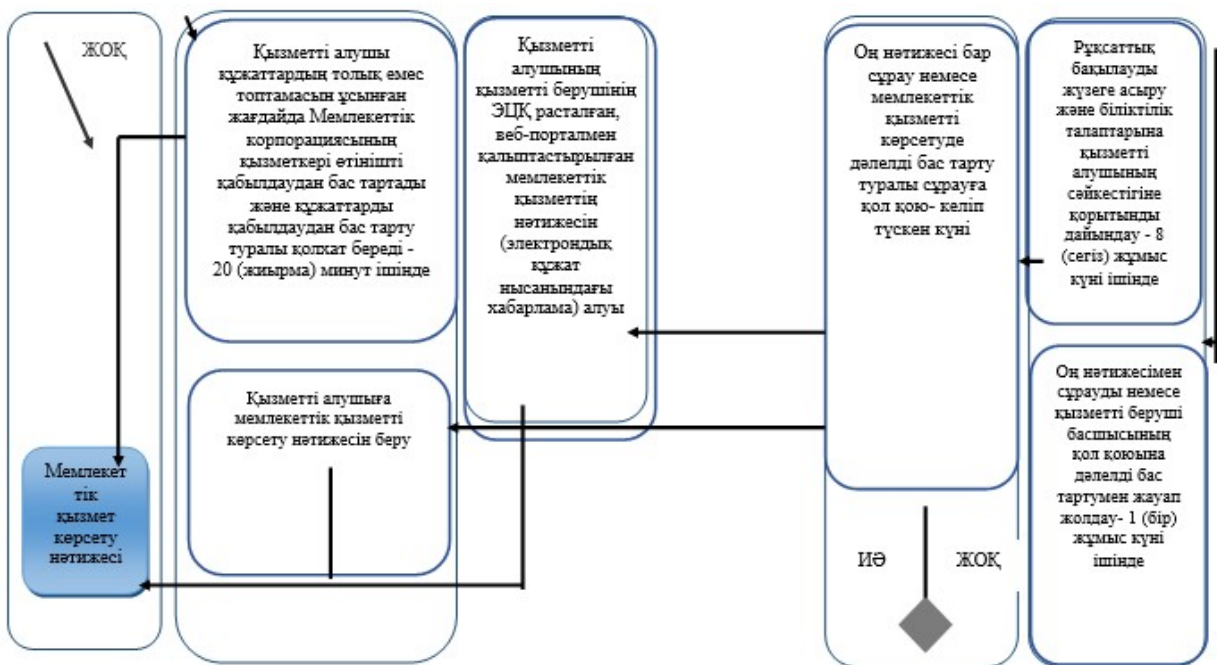 ЖОҚ
Қызметті алушы
құжаттардың толық емес
топтамасын ұсынған
жағдайда Мемлекеттік
корпорациясының
қызметкері өтінішті
қабылдаудан бас тартады
және құжаттарды
қабылдаудан бас тарту
туралы қолхат береді -
20 (жиырма) минут ішінде
Қызметті
алушының
қызметті берушінің
ЭЦҚ расталған,
веб-порталмен
қалыптастырылған
мемлекеттік
қызметтің
нәтижесін
(электрондық
құжат
нысанындағы
хабарлама) алуы
Оң нәтижесі бар
сұрау немесе
мемлекеттік
қызметті
көрсетуде
дәлелді бас тарту
туралы сұрауға
қол қою- келіп
түскен күні
Рұқсаттық
бақылауды
жүзеге асыру
және біліктілік
талаптарына
қызметті
алушының
сәйкестігіне
қорытынды
дайындау - 8
(сегіз) жұмыс
күні ішінде
Қызметті алушыға
мемлекеттік қызметті
көрсету нәтижесін беру
Оң нәтижесімен
сұрауды немесе
қызметті беруші
басшысының
қол қоюына
дәлелді бас
тартумен жауап
жолдау- 1 (бір)
жұмыс күні
ішінде
Мемлекет
тік
қызмет
көрсету
нәтижесі
ИӘ
ЖОҚ